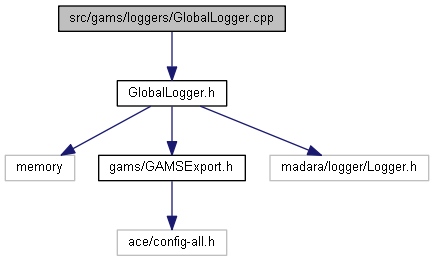 src/gams/loggers/GlobalLogger.cpp
GlobalLogger.h
memory
gams/GAMSExport.h
madara/logger/Logger.h
ace/config-all.h